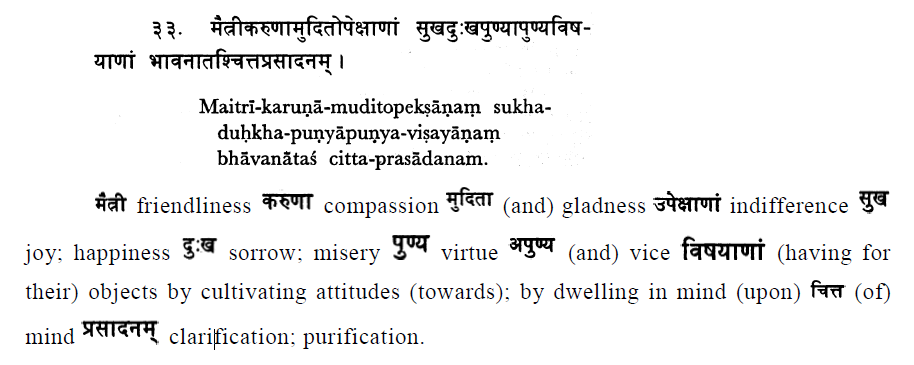 ३३. मैत्रीकरुणामुदितोपेक्षाणां सुखदुःखपुण्यापुण्यविष-
याणां भावनातश्चित्तप्रसादनम् ।
Maitrī-karuṇā-muditopekṣāṇaṃ sukha-
duḥkha-puṇyāpuṇya-viṣayāṇaṃ
bhāvanātaś citta-prasādanam.
मैत्री friendliness करुणा compassion मुदिता (and) gladness उपेक्षाणां indifference सुख
joy; happiness दुःख sorrow; misery पुण्य virtue अपुण्य (and) vice विषयाणां (having for
their) objects by cultivating attitudes (towards); by dwelling in mind (upon) चित्त (of)
mind प्रसादनम् clarification; purification.